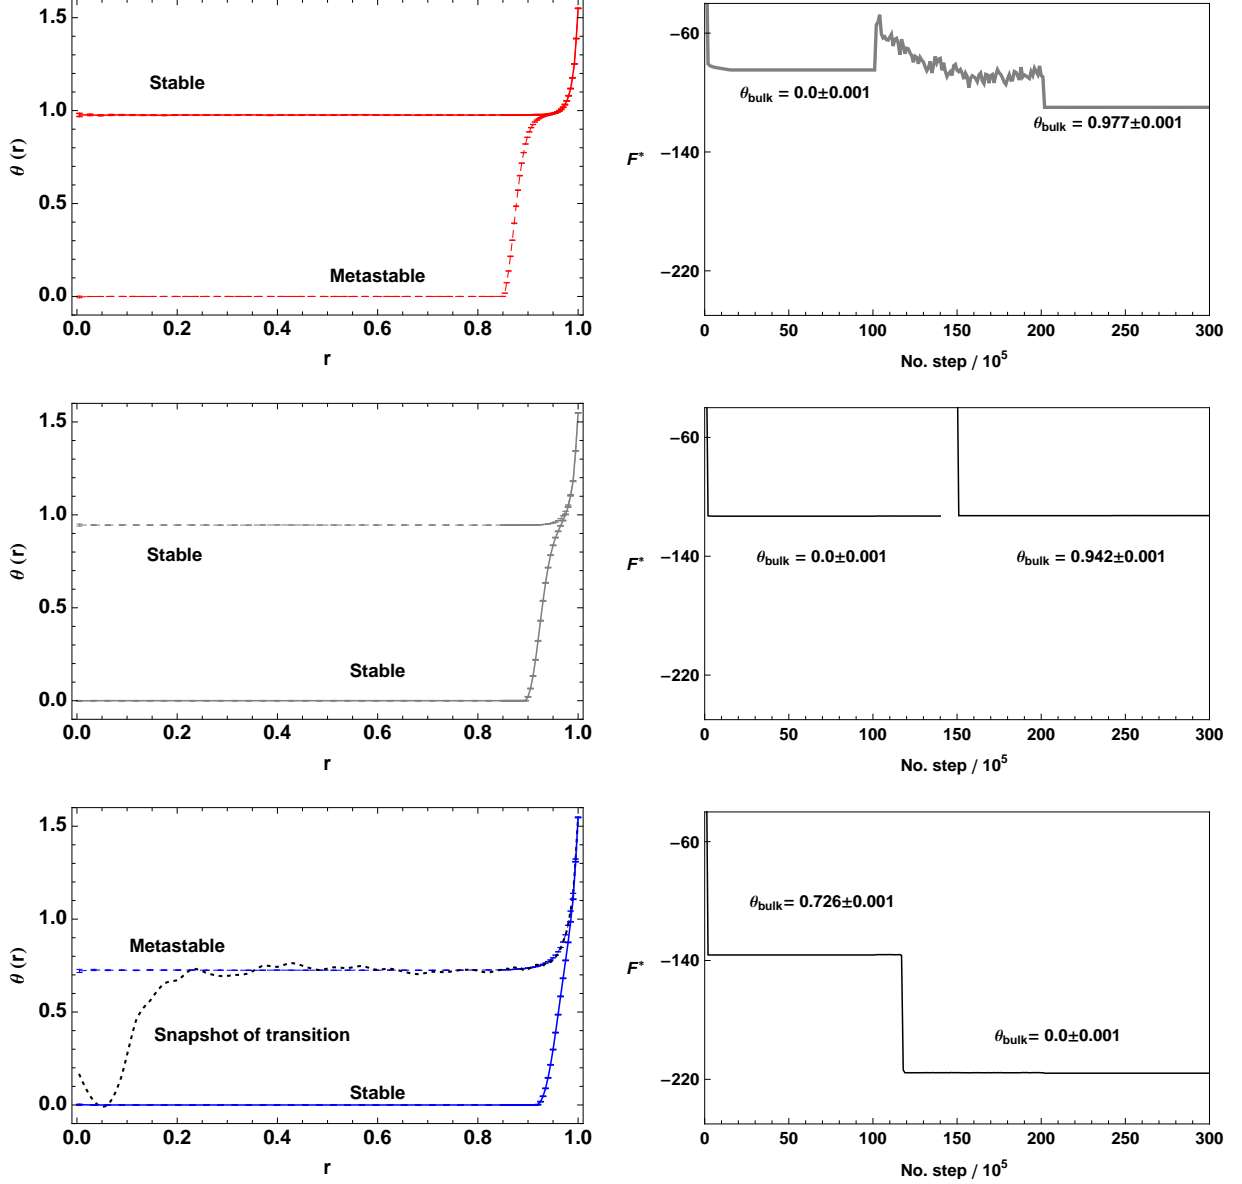 1.5
1.0
0.5
0.0
θ (r)
Stable
Metastable
0.0 0.2 0.4 0.6 0.8 1.0
r
-60
-140
-220
F*
θbulk = 0.0±0.001
θbulk = 0.977±0.001
0 50 100 150 200 250 300
No. step / 10⁵
1.5
1.0
0.5
0.0
θ (r)
Stable
Stable
0.0 0.2 0.4 0.6 0.8 1.0
r
-60
-140
-220
F*
θbulk = 0.0±0.001
θbulk = 0.942±0.001
0 50 100 150 200 250 300
No. step / 10⁵
1.5
1.0
0.5
0.0
θ (r)
Metastable
Snapshot of transition
Stable
0.0 0.2 0.4 0.6 0.8 1.0
r
-60
-140
-220
F*
θbulk= 0.726±0.001
θbulk= 0.0±0.001
0 50 100 150 200 250 300
No. step / 10⁵